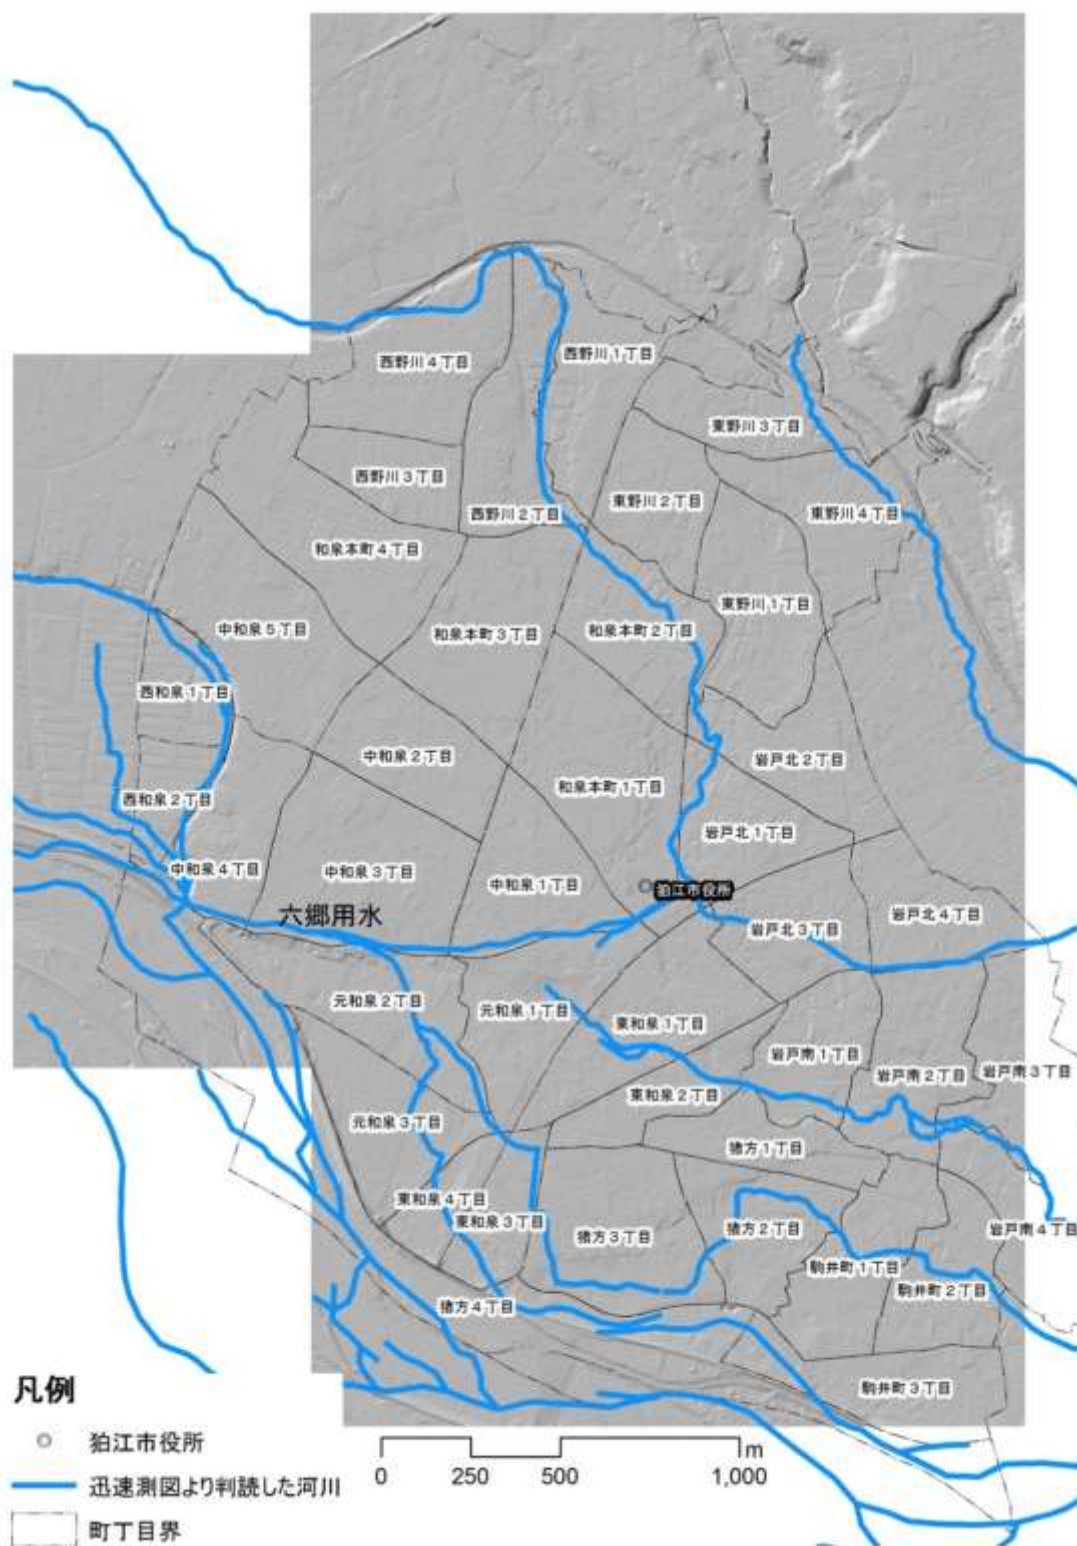 西野川1丁目
西野川4丁目
東野川3丁目
西野川3丁目
東野川2丁目
西野川2丁目
東野川4丁目
和泉本町4丁目
東野川1丁目
中和泉5丁目
和泉本町3丁目
和泉本町2丁目
西和泉1丁目
中和泉2丁目
岩戸北2丁目
和泉本町1丁目
西和泉2丁目
岩戸北1丁目
中和泉4丁目
中和泉3丁目
中和泉1丁目
狛江市役所
六郷用水
岩戸北4丁目
岩戸北3丁目
元和泉2丁目
元和泉1丁目
東和泉1丁目
岩戸南1丁目
岩戸南2丁目
岩戸南3丁目
東和泉2丁目
元和泉3丁目
猪方1丁目
東和泉4丁目
東和泉3丁目
猪方3丁目
猪方2丁目
岩戸南4丁目
駒井町1丁目
駒井町2丁目
猪方4丁目
駒井町3丁目
凡例
狛江市役所
迅速測図より判読した河川
町丁目界
m
0 250 500 1,000